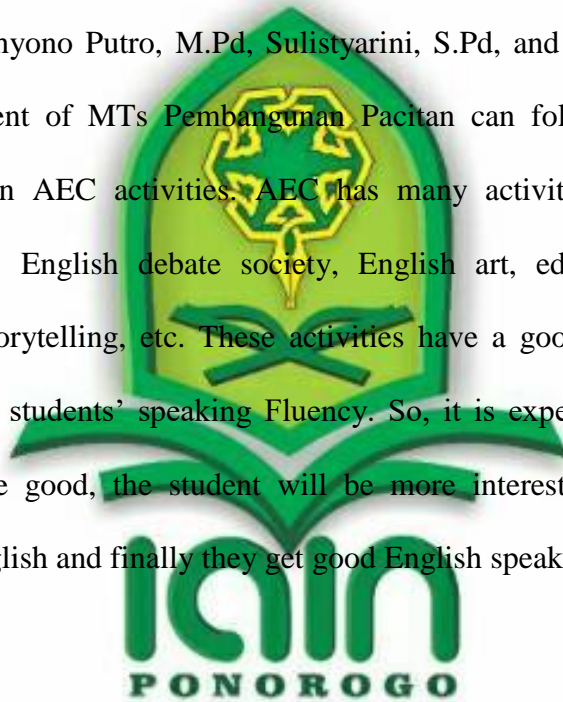 nyono Putro, M.Pd, Sulistyarini, S.Pd, and
ent of MTs Pembangunan Pacitan can fol
n AEC activities. AEC has many activit
English debate society, English art, ed
orytelling, etc. These activities have a goo
students’ speaking Fluency. So, it is expe
e good, the student will be more interest
glish and finally they get good English speak
iain
PONOROGO